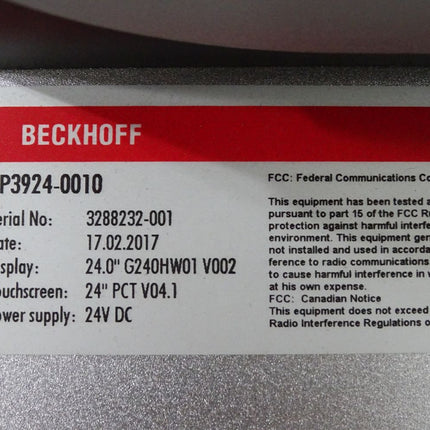 BECKHOFF
P3924-0010
erial No: 3288232-001
ate: 17.02.2017
isplay: 24.0" G240HW01 V002
ouchscreen: 24" PCT V04.1
ower supply: 24V DC
FCC: Federal Communications Co
This equipment has been tested a
pursuant to part 15 of the FCC Ru
protection against harmful interfe
environment. This equipment gen
not installed and used in accorda
ference to radio communications.
to cause harmful interference in w
at his own expense.
FCC: Canadian Notice
This equipment does not exceed
Radio Interference Regulations o